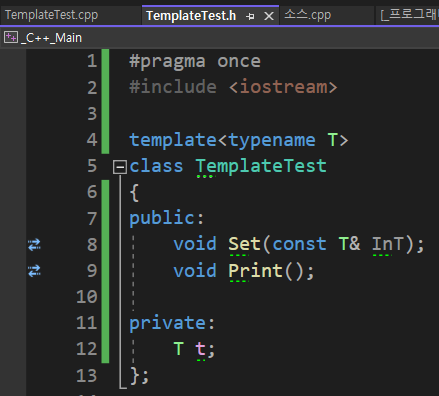 TemplateTest.cpp TemplateTest.h 소스.cpp [_프로그래
_C++_Main
1 #pragma once
2 #include <iostream>
3
4 template<typename T>
5 class TemplateTest
6 {
7 public:
8 void Set(const T& InT);
9 void Print();
10
11 private:
12 T t;
13 };